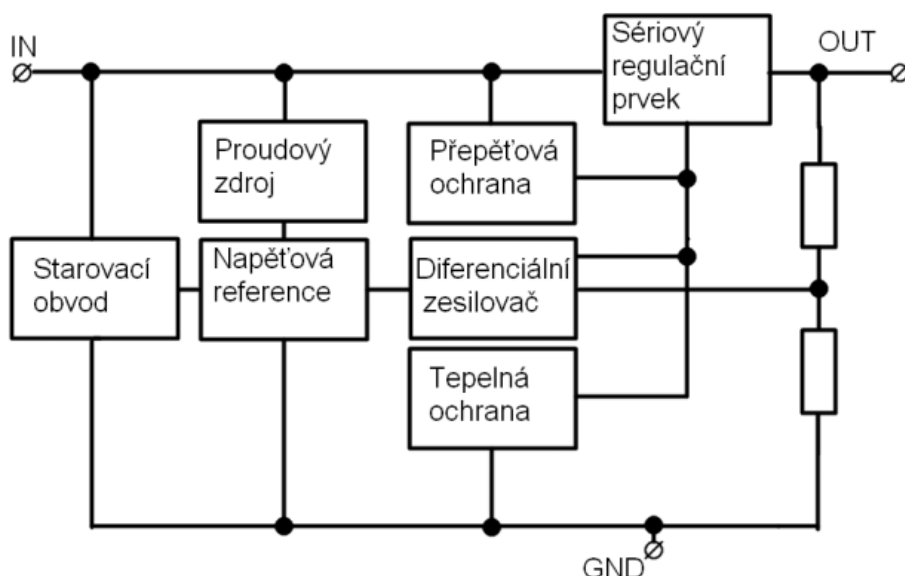 IN
Sériový
regulační
prvek
OUT
Proudový
zdroj
Přepěťová
ochrana
Starovací
obvod
Napěťová
reference
Diferenciální
zesilovač
Tepelná
ochrana
GND